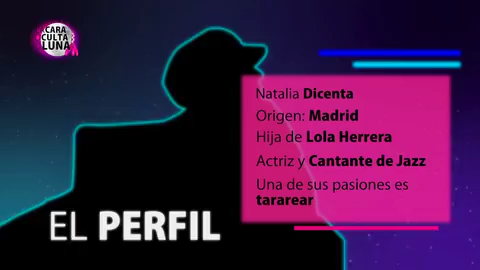 CARA
CULTA
LUNA
Natalia Dicenta
Origen: Madrid
Hija de Lola Herrera
Actriz y Cantante de Jazz
Una de sus pasiones es
tararear
EL PERFIL